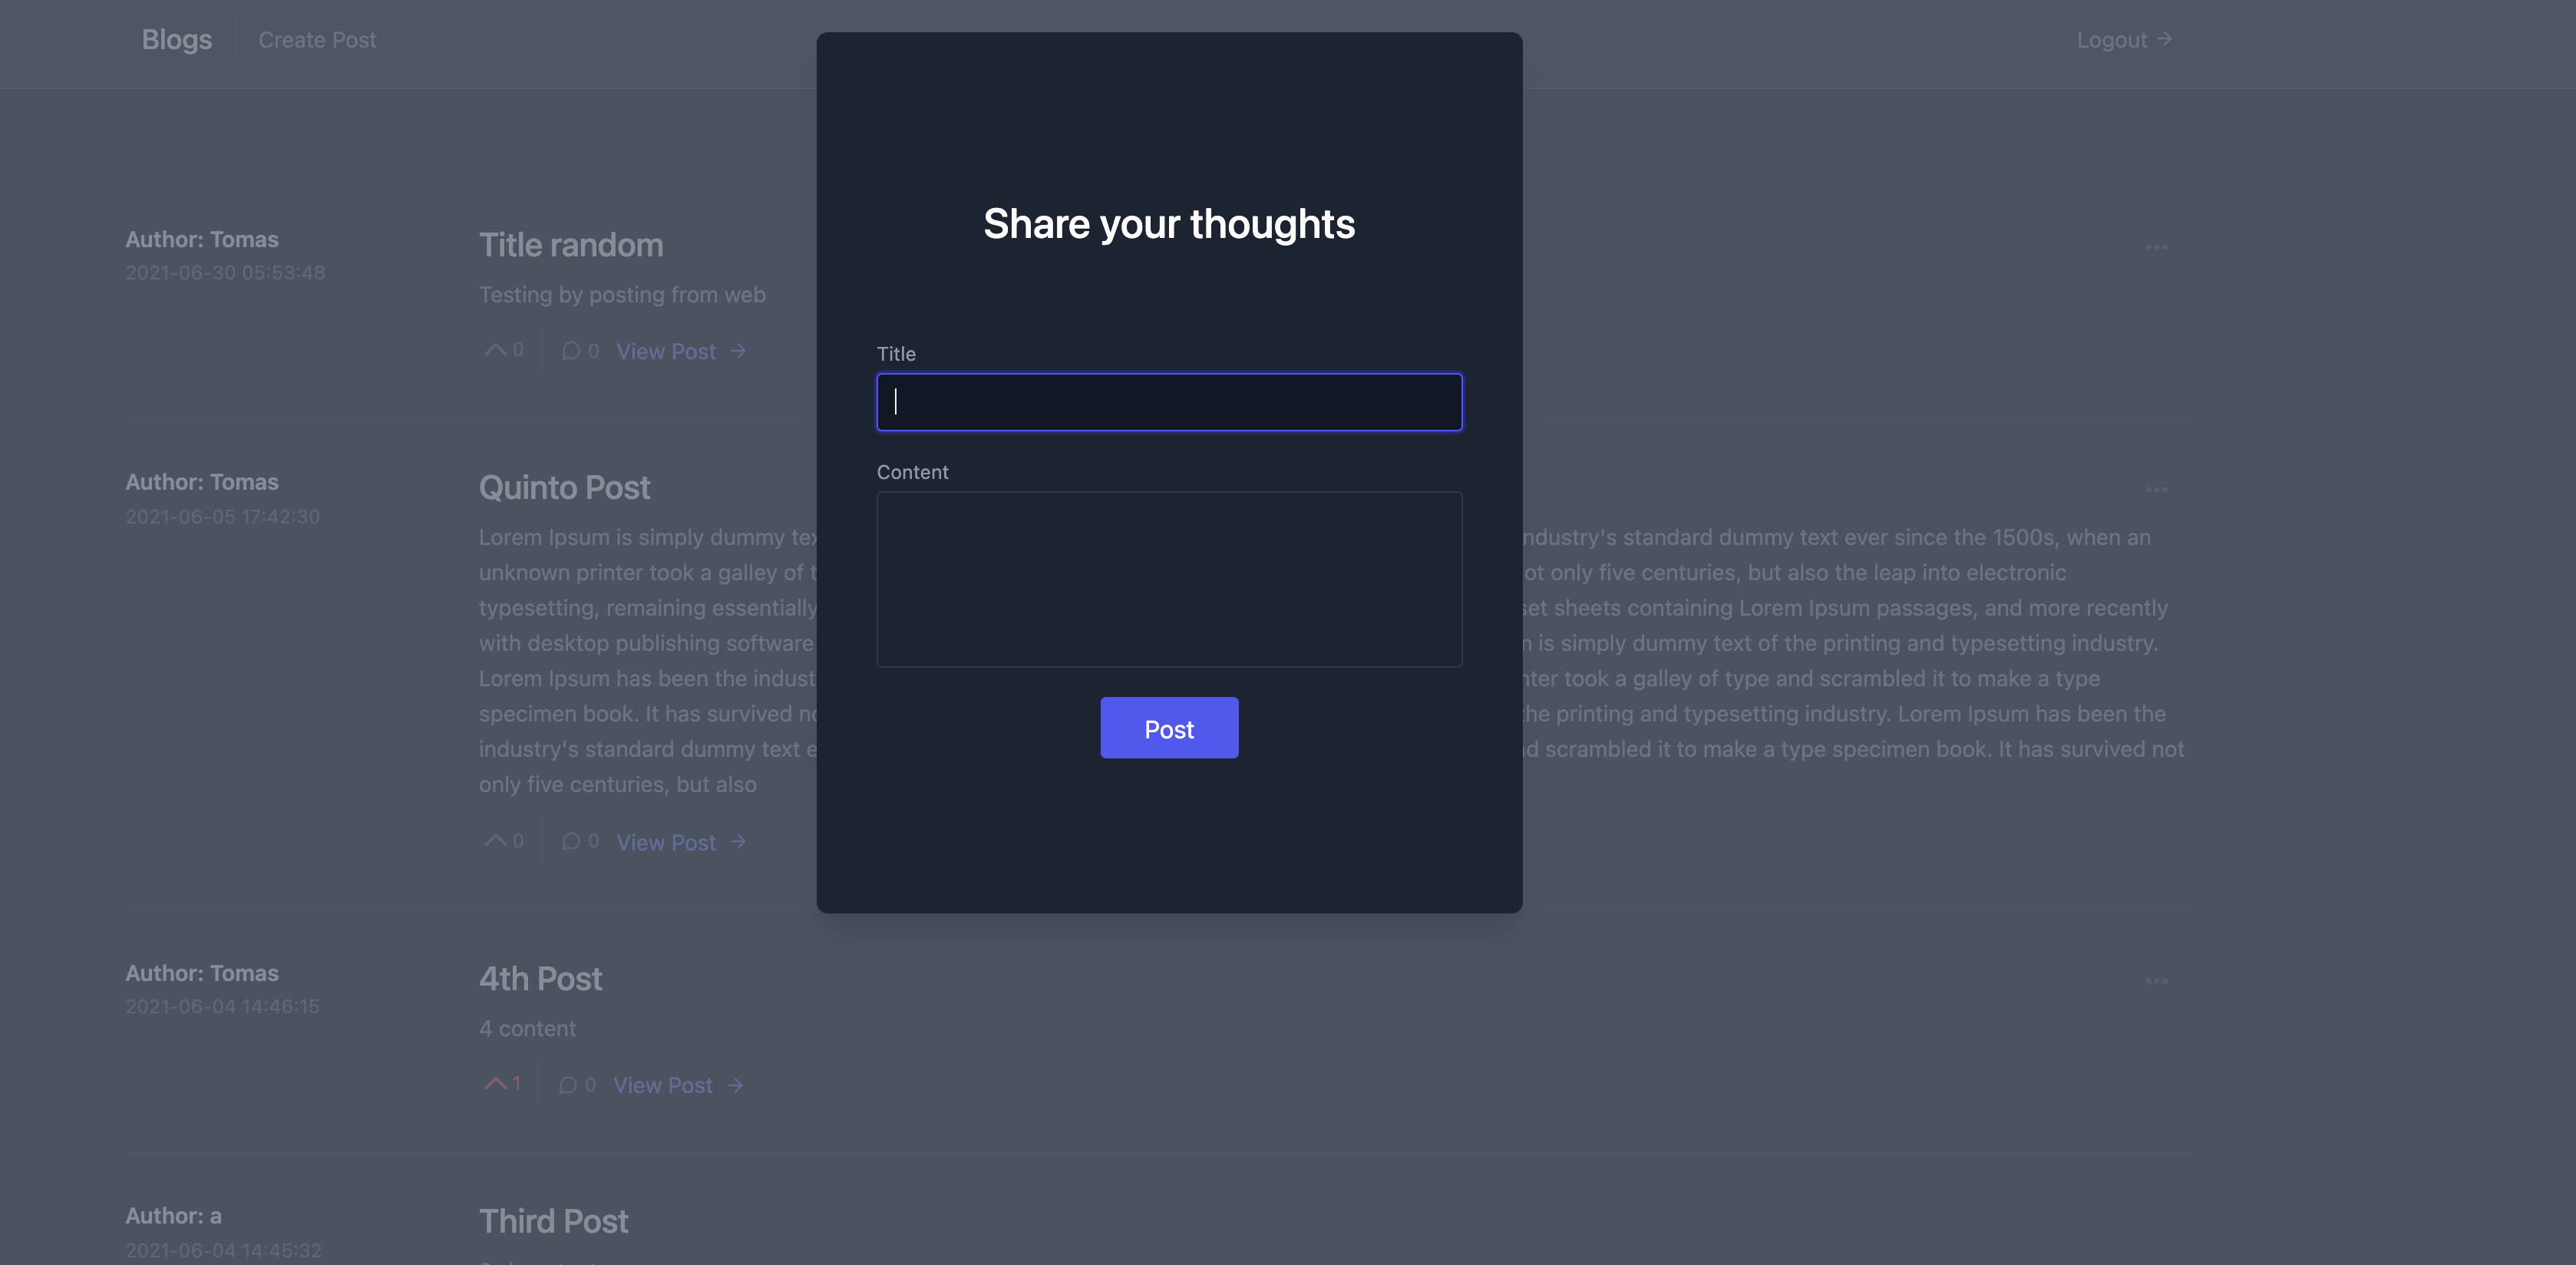 Blogs
Create Post
Logout →
Share your thoughts
Title
Content
Post
Author: Tomas
2021-06-30 05:53:48
Title random
Testing by posting from web
0
0
View Post →
Author: Tomas
2021-06-05 17:42:30
Quinto Post
Lorem Ipsum is simply dummy ndustry's standard dummy text ever since the 1500s, when an
unknown printer took a galley of ot only five centuries, but also the leap into electronic
typesetting, remaining essentially set sheets containing Lorem Ipsum passages, and more recently
with desktop publishing software is simply dummy text of the printing and typesetting industry.
Lorem Ipsum has been the indust nter took a galley of type and scrambled it to make a type
specimen book. It has survived the printing and typesetting industry. Lorem Ipsum has been the
industry's standard dummy text scrambled it to make a type specimen book. It has survived not
only five centuries, but also
0
0
View Post →
Author: Tomas
2021-06-04 14:46:15
4th Post
4 content
1
0
View Post →
Author: a
2021-06-04 14:45:32
Third Post